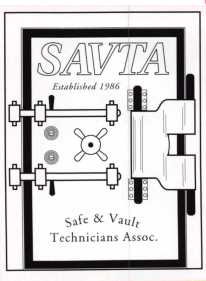 SAVTA
Established 1986
Safe & Vault
Technicians Assoc.